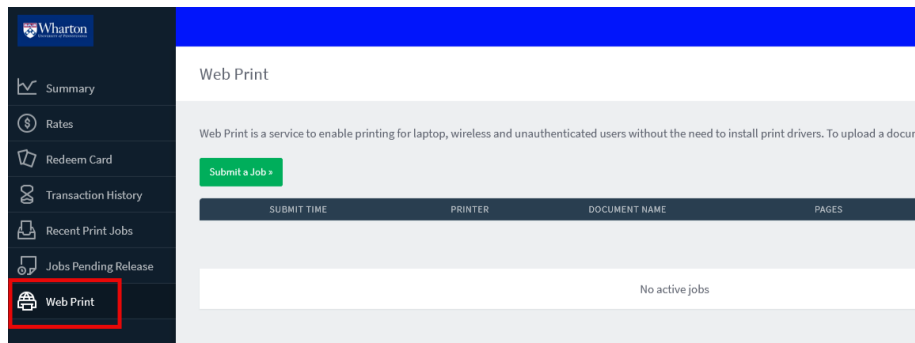 Wharton
Web Print
Summary
Rates
Redeem Card
Transaction History
Recent Print Jobs
Jobs Pending Release
Web Print
Web Print is a service to enable printing for laptop, wireless and unauthenticated users without the need to install print drivers. To upload a docu
Submit a Job »
SUBMIT TIME PRINTER DOCUMENT NAME PAGES
No active jobs